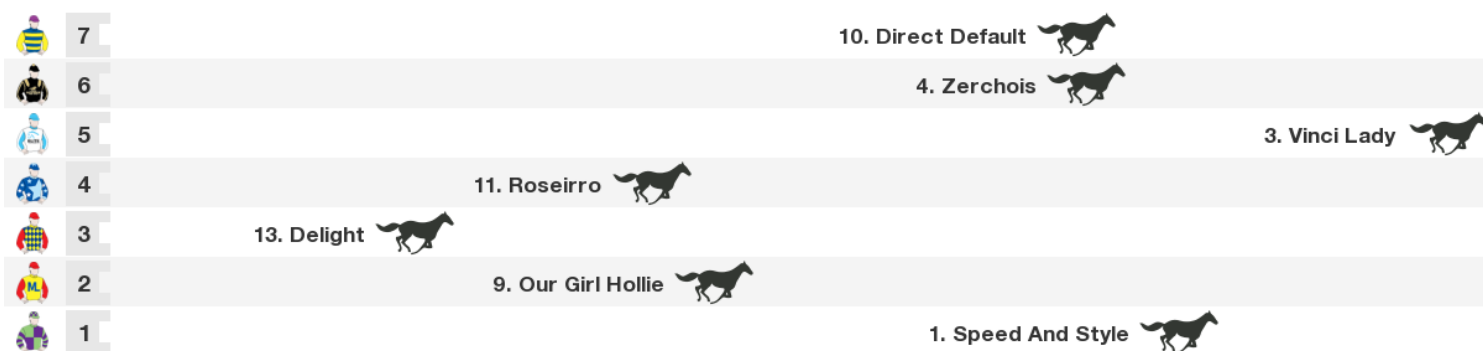 7 10. Direct Default
6 4. Zerchois
5 3. Vinci Lady
4 11. Roseirro
3 13. Delight
ML 2 9. Our Girl Hollie
1 1. Speed And Style